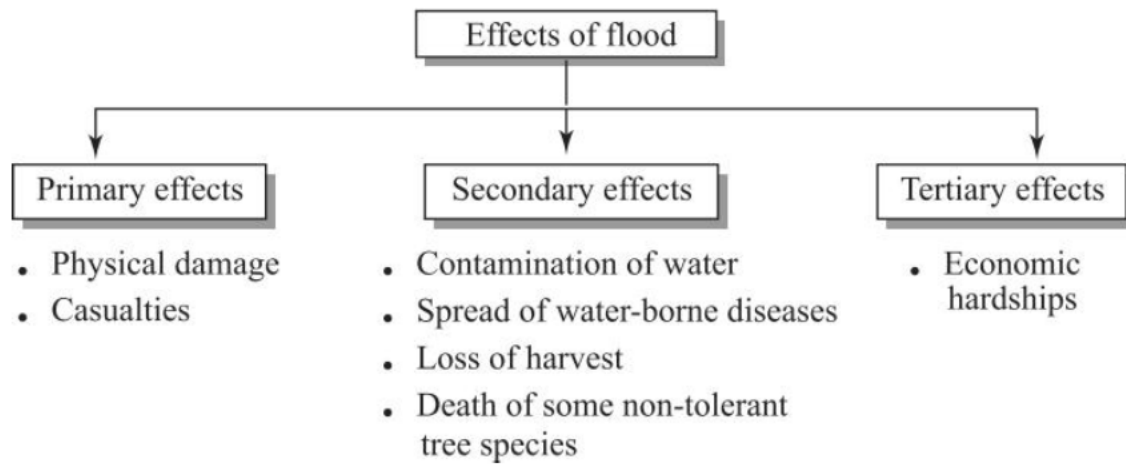 Effects of flood
Primary effects
Secondary effects
Tertiary effects
• Physical damage
• Casualties
• Contamination of water
• Spread of water-borne diseases
• Loss of harvest
• Death of some non-tolerant
tree species
• Economic
hardships